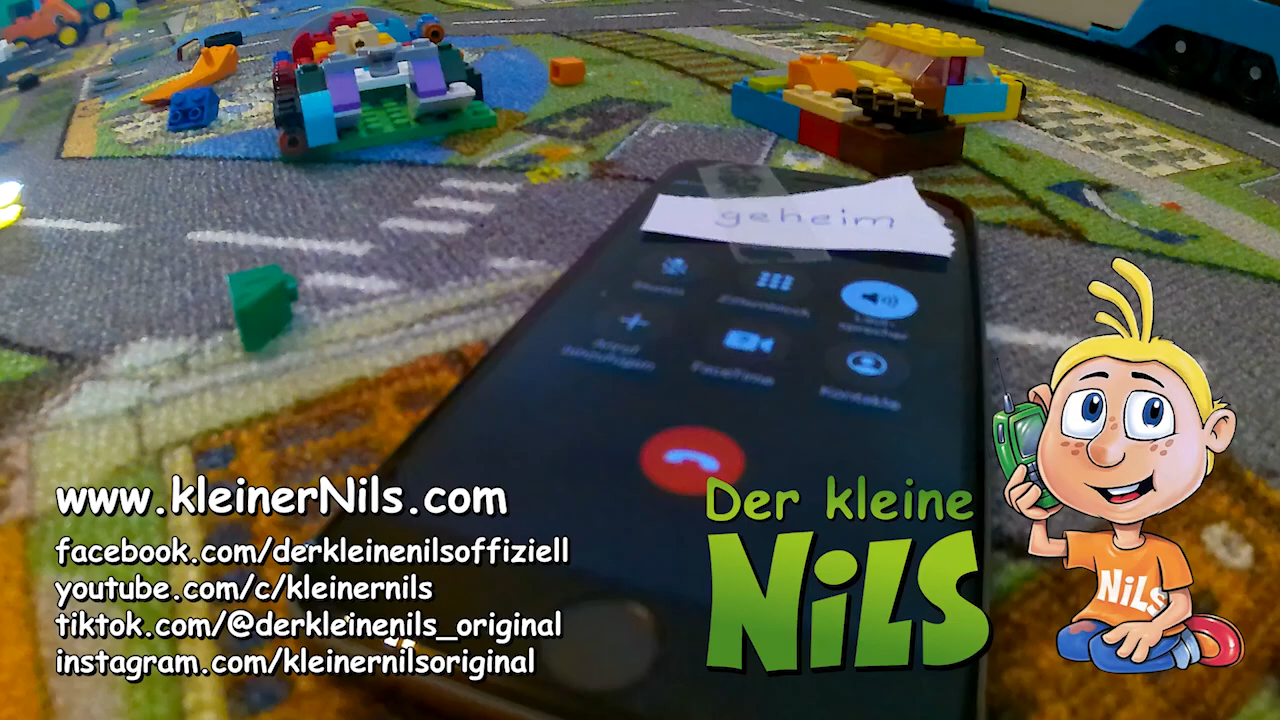 geheim
FaceTime
Kontakte
www.kleinerNils.com
facebook.com/derkleinenilsoffiziell
youtube.com/c/kleinernils
tiktok.com/@derkleinenils_original
instagram.com/kleinernilsoriginal
Der kleine
NiLS
NiLS